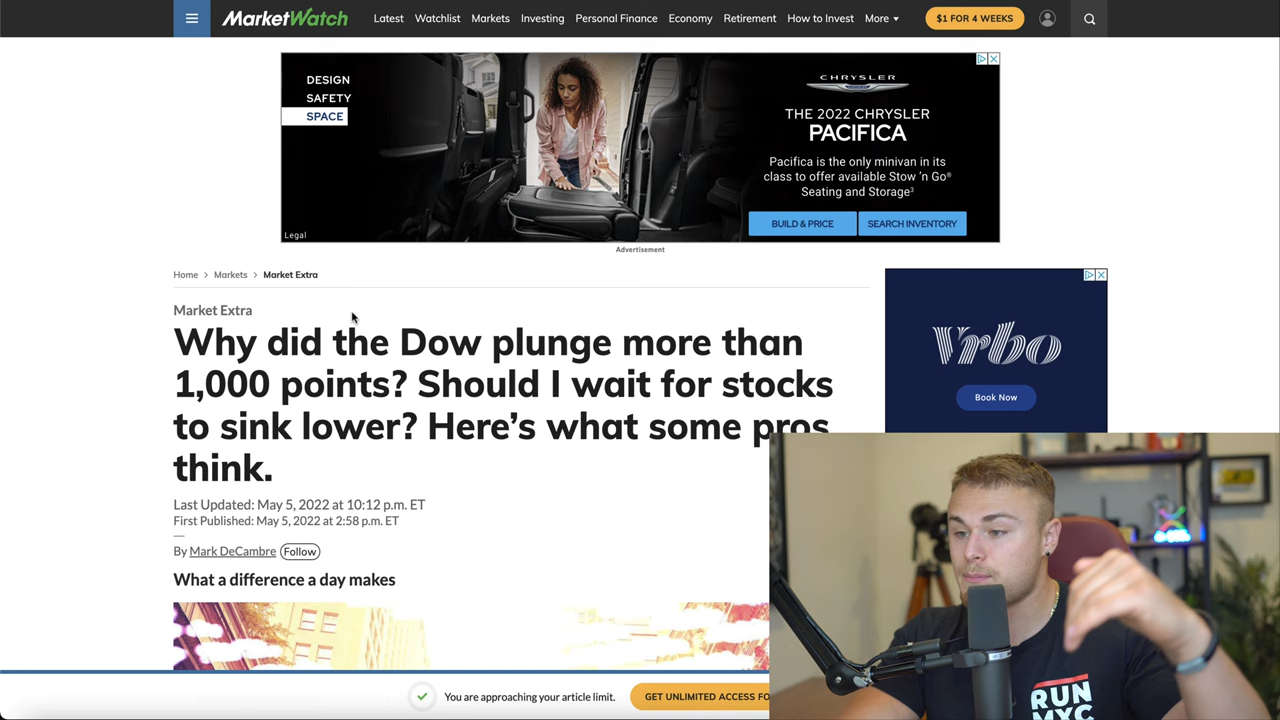 MarketWatch
Latest Watchlist Markets Investing Personal Finance Economy Retirement How to Invest More
$1 FOR 4 WEEKS
DESIGN
SAFETY
SPACE
CHRYSLER
THE 2022 CHRYSLER
PACIFICA
Pacifica is the only minivan in its
class to offer available Stow 'n Go®
Seating and Storage³
BUILD & PRICE SEARCH INVENTORY
Legal
Advertisement
Home > Markets > Market Extra
Market Extra
Why did the Dow plunge more than
1,000 points? Should I wait for stocks
to sink lower? Here’s what some pros
think.
Last Updated: May 5, 2022 at 10:12 p.m. ET
First Published: May 5, 2022 at 2:58 p.m. ET
By Mark DeCambre Follow
What a difference a day makes
Vrbo
Book Now
You are approaching your article limit.
GET UNLIMITED ACCESS FO
RUN
MYC